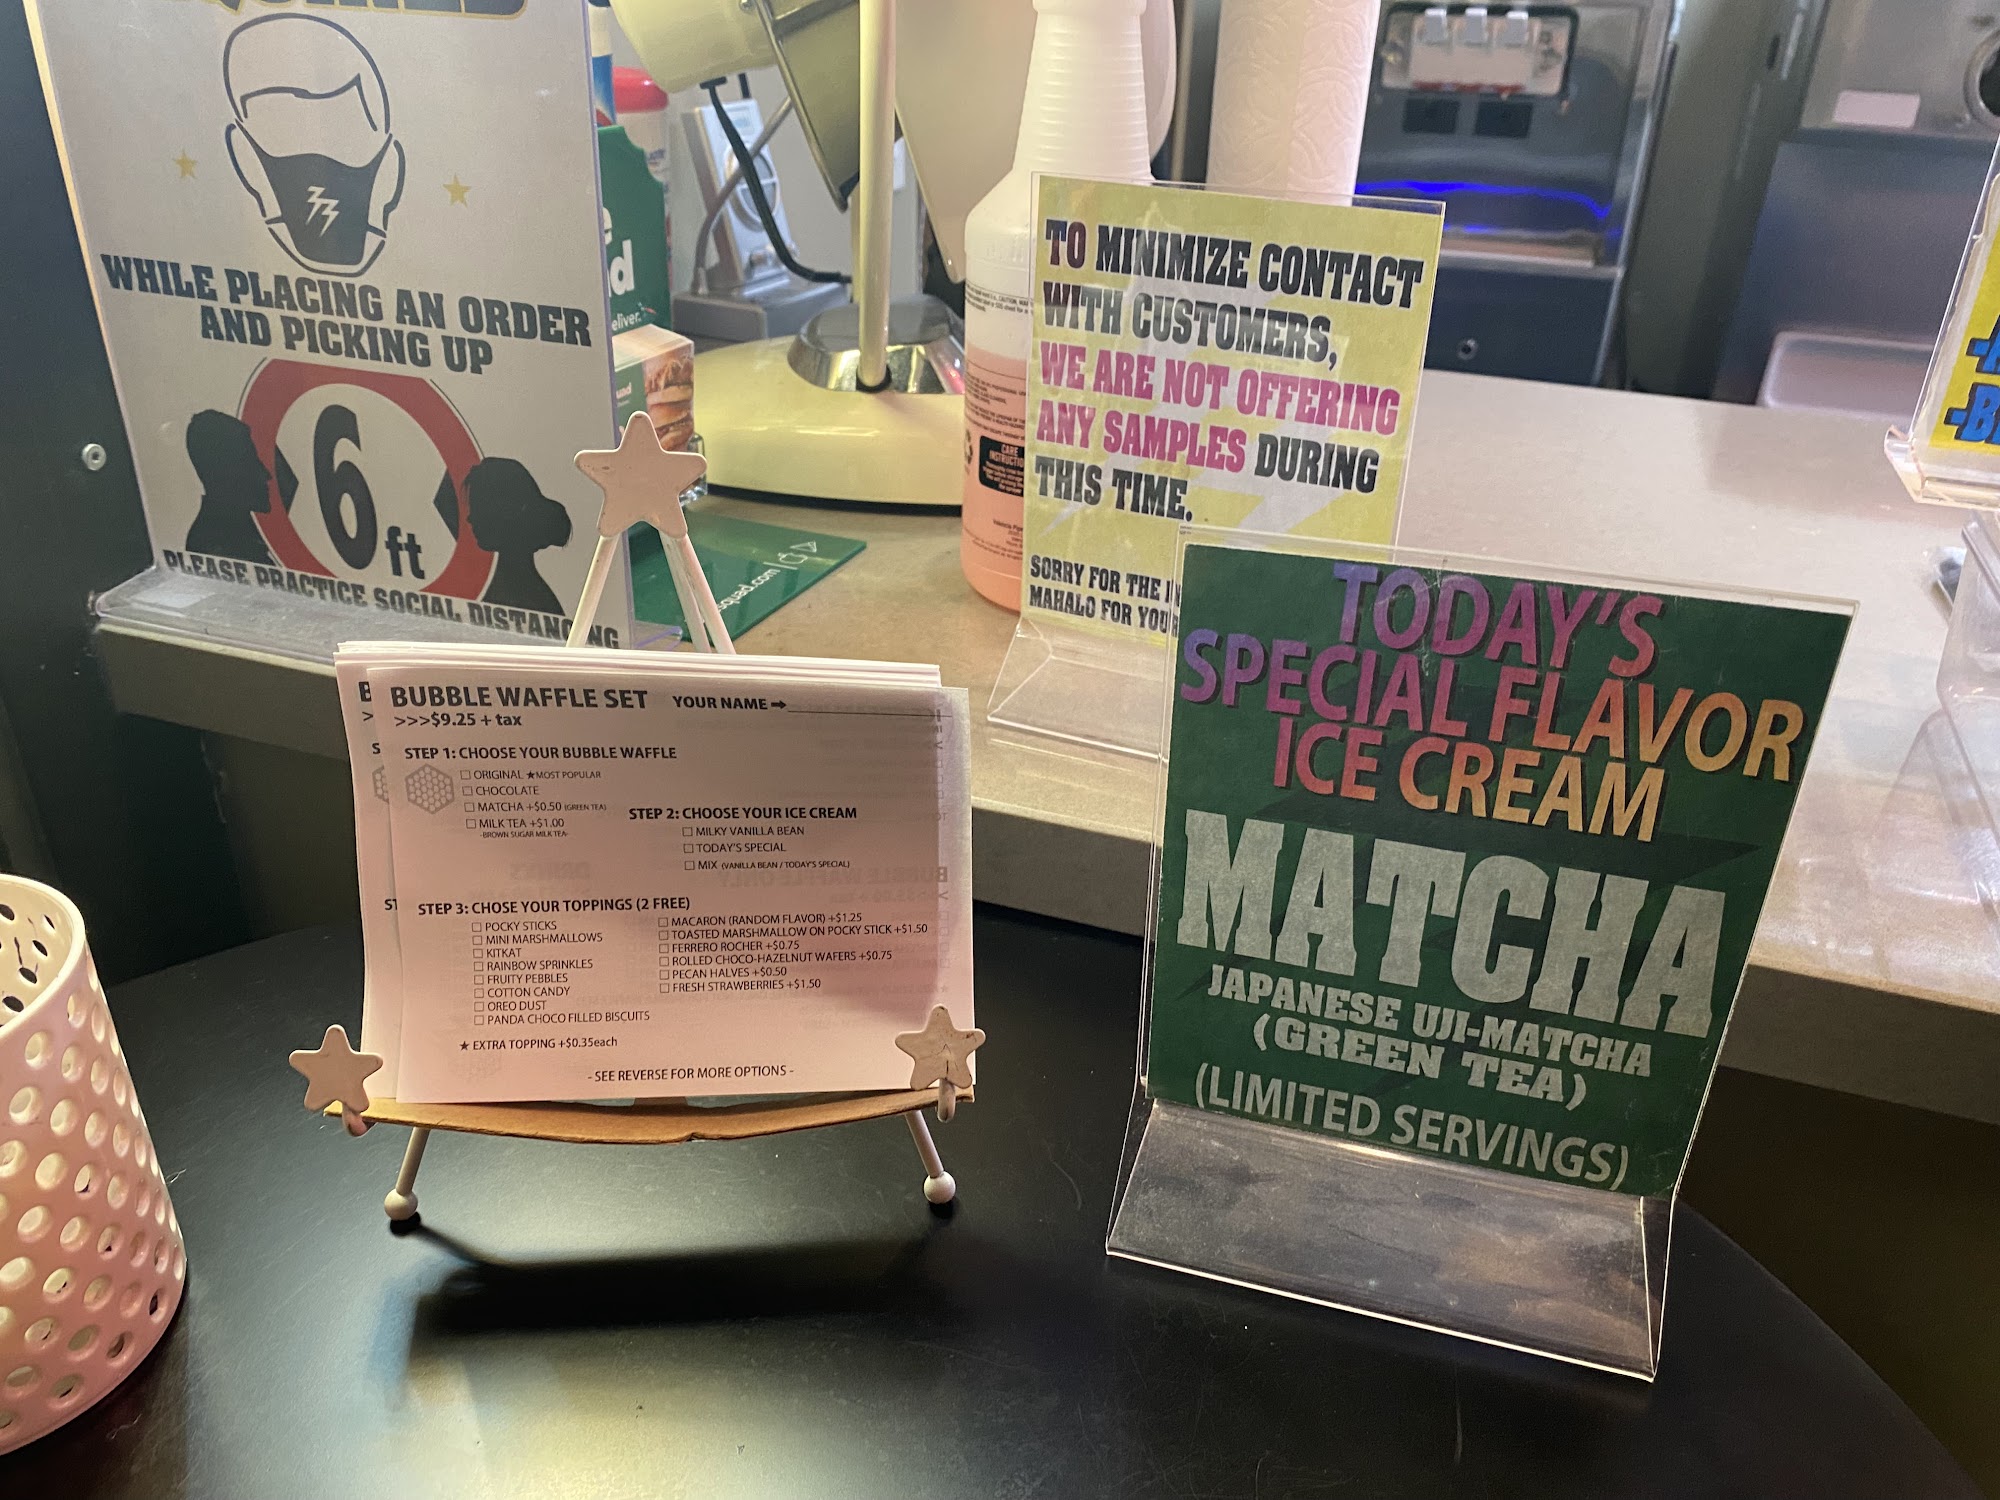 WHILE PLACING AN ORDER
AND PICKING UP
6 ft
PLEASE PRACTICE SOCIAL DISTANCING
TO MINIMIZE CONTACT
WITH CUSTOMERS,
WE ARE NOT OFFERING
ANY SAMPLES DURING
THIS TIME.
SORRY FOR THE
MAHALO FOR YOUR
CARE
BUBBLE WAFFLE SET YOUR NAME ➡
>>>$9.25 + tax
STEP 1: CHOOSE YOUR BUBBLE WAFFLE
☐ ORIGINAL ★MOST POPULAR
☐ CHOCOLATE
☐ MATCHA +$0.50 (GREEN TEA)
☐ MILK TEA +$1.00
-BROWN SUGAR MILK TEA-
STEP 2: CHOOSE YOUR ICE CREAM
☐ MILKY VANILLA BEAN
☐ TODAY'S SPECIAL
☐ MIX (VANILLA BEAN / TODAY'S SPECIAL)
STEP 3: CHOSE YOUR TOPPINGS (2 FREE)
☐ POCKY STICKS
☐ MINI MARSHMALLOWS
☐ KITKAT
☐ RAINBOW SPRINKLES
☐ FRUITY PEBBLES
☐ COTTON CANDY
☐ OREO DUST
☐ PANDA CHOCO FILLED BISCUITS
☐ MACARON (RANDOM FLAVOR) +$1.25
☐ TOASTED MARSHMALLOW ON POCKY STICK +$1.50
☐ FERRERO ROCHER +$0.75
☐ ROLLED CHOCO-HAZELNUT WAFERS +$0.75
☐ PECAN HALVES +$0.50
☐ FRESH STRAWBERRIES +$1.50
★ EXTRA TOPPING +$0.35each
- SEE REVERSE FOR MORE OPTIONS -
TODAY'S
SPECIAL FLAVOR
ICE CREAM
MATCHA
JAPANESE UJI-MATCHA
(GREEN TEA)
(LIMITED SERVINGS)